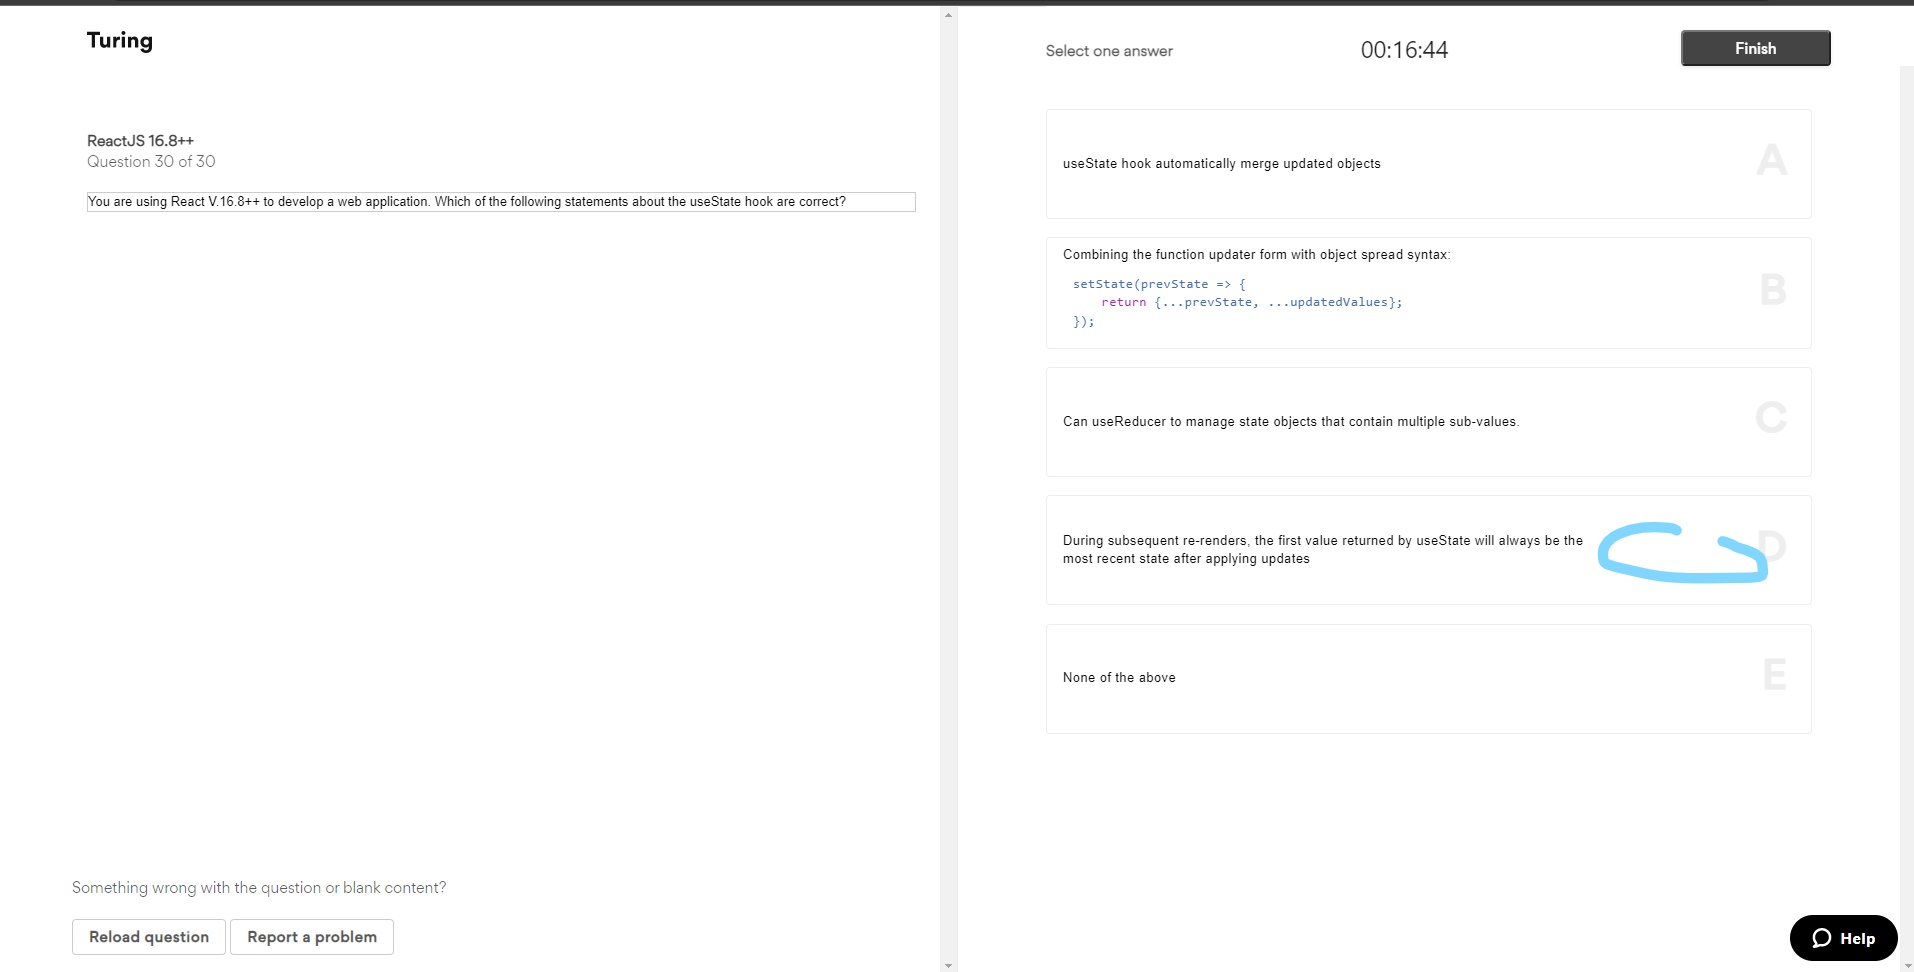 Turing
ReactJS 16.8++
Question 30 of 30
You are using React V.16.8++ to develop a web application. Which of the following statements about the useState hook are correct?
Something wrong with the question or blank content?
Reload question
Report a problem
Select one answer
00:16:44
Finish
useState hook automatically merge updated objects
A
Combining the function updater form with object spread syntax:
setState(prevState => {
return {...prevState, ...updatedValues};
});
B
Can useReducer to manage state objects that contain multiple sub-values.
C
During subsequent re-renders, the first value returned by useState will always be the
most recent state after applying updates
D
None of the above
E
Help